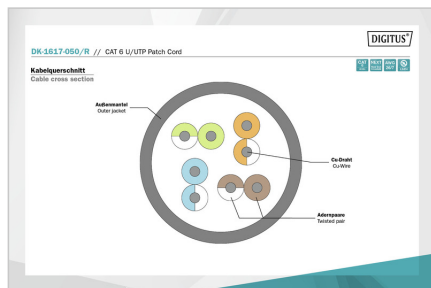 DIGITUS®
DK-1617-050/R // CAT 6 U/UTP Patch Cord
Kabelquerschnitt
Cable cross section
Außenmantel
Outer jacket
Cu-Draht
Cu-Wire
Adernpaare
Twisted pair